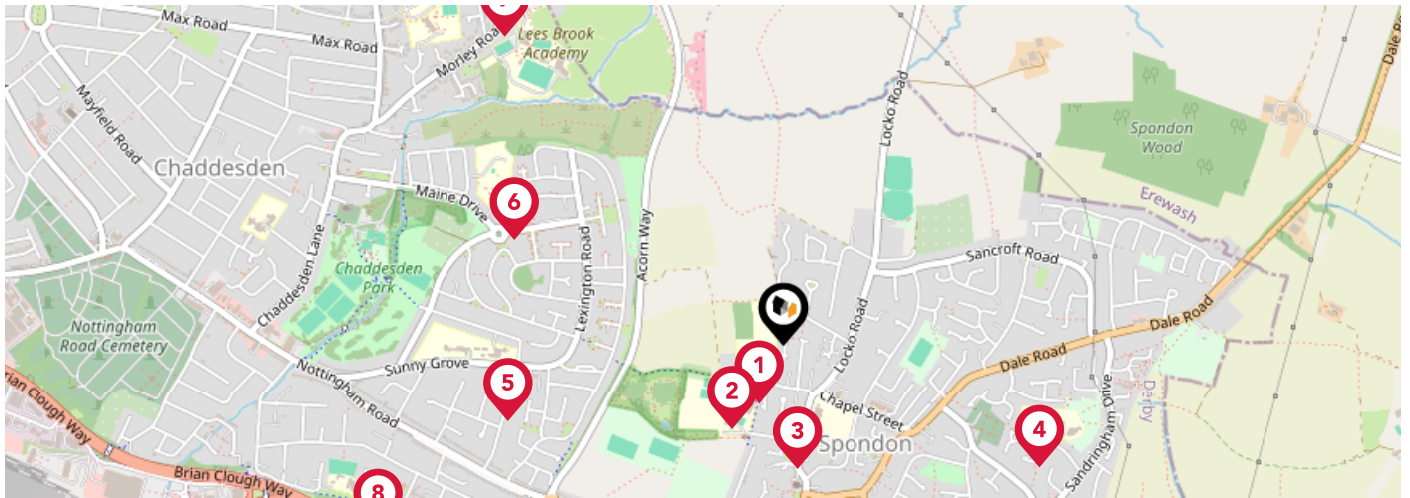 Max Road
Max Road
Morley Road
Lees Brook
Academy
Dale Ro
Mayfield Road
Locko Road
Spondon
Wood
Chaddesden
Maine Drive
6
Erewash
Acorn Way
Chaddesden Lane
Lexington Road
Sancroft Road
Chaddesden
Park
Nottingham
Road Cemetery
Locko Road
Dale Road
Dale Road
Sunny Grove
1
2
5
Nottingham Road
Chapel Street
Derby
Sandringham Drive
rian Clough Way
3
Spondon
4
Brian Clough Way
8